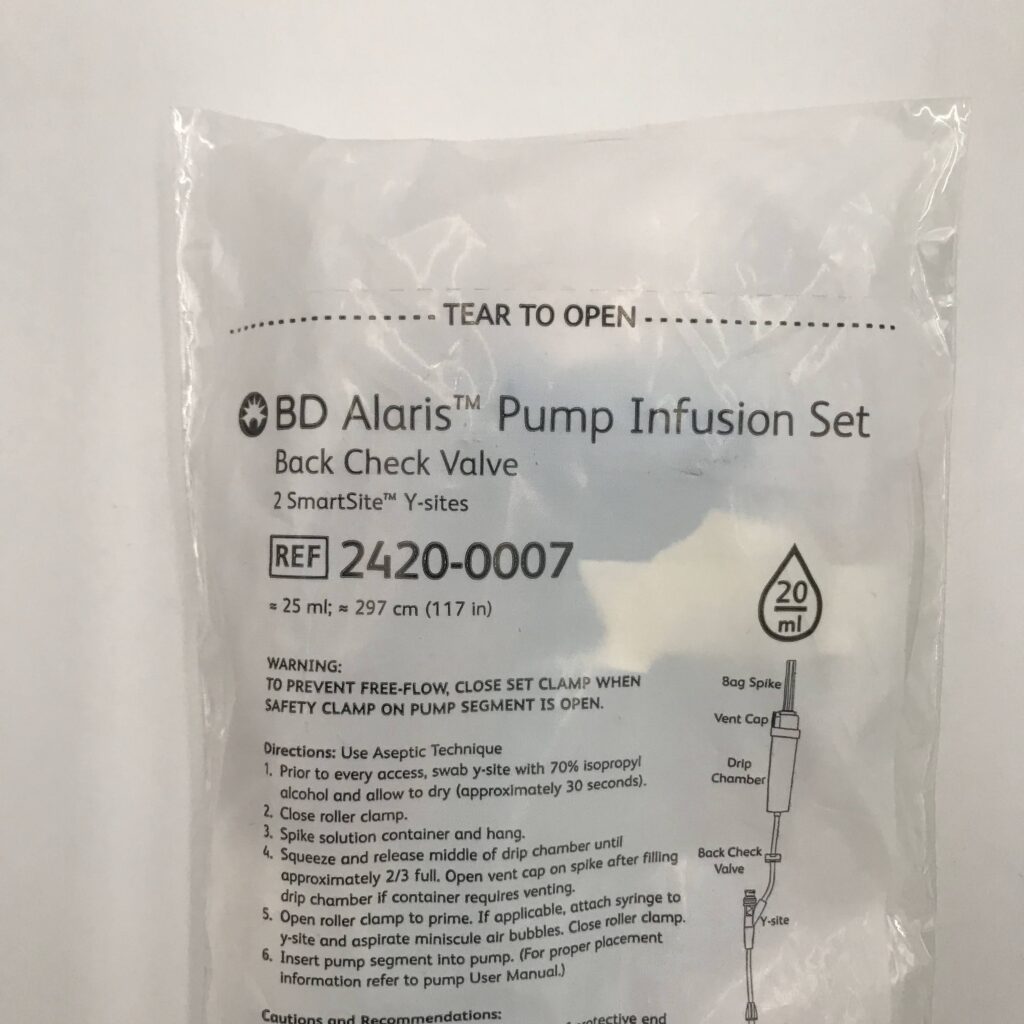 TEAR TO OPEN
BD Alaris™ Pump Infusion Set
Back Check Valve
2 SmartSite™ Y-sites
REF 2420-0007
≈ 25 ml; ≈ 297 cm (117 in)
20
ml
WARNING:
TO PREVENT FREE-FLOW, CLOSE SET CLAMP WHEN
SAFETY CLAMP ON PUMP SEGMENT IS OPEN.
Directions: Use Aseptic Technique
1. Prior to every access, swab y-site with 70% isopropyl
alcohol and allow to dry (approximately 30 seconds).
2. Close roller clamp.
3. Spike solution container and hang.
4. Squeeze and release middle of drip chamber until
approximately 2/3 full. Open vent cap on spike after filling
drip chamber if container requires venting.
5. Open roller clamp to prime. If applicable, attach syringe to
y-site and aspirate miniscule air bubbles. Close roller clamp.
6. Insert pump segment into pump. (For proper placement
information refer to pump User Manual.)
Bag Spike
Vent Cap
Drip
Chamber
Back Check
Valve
Y-site
Cautions and Recommendations:
end